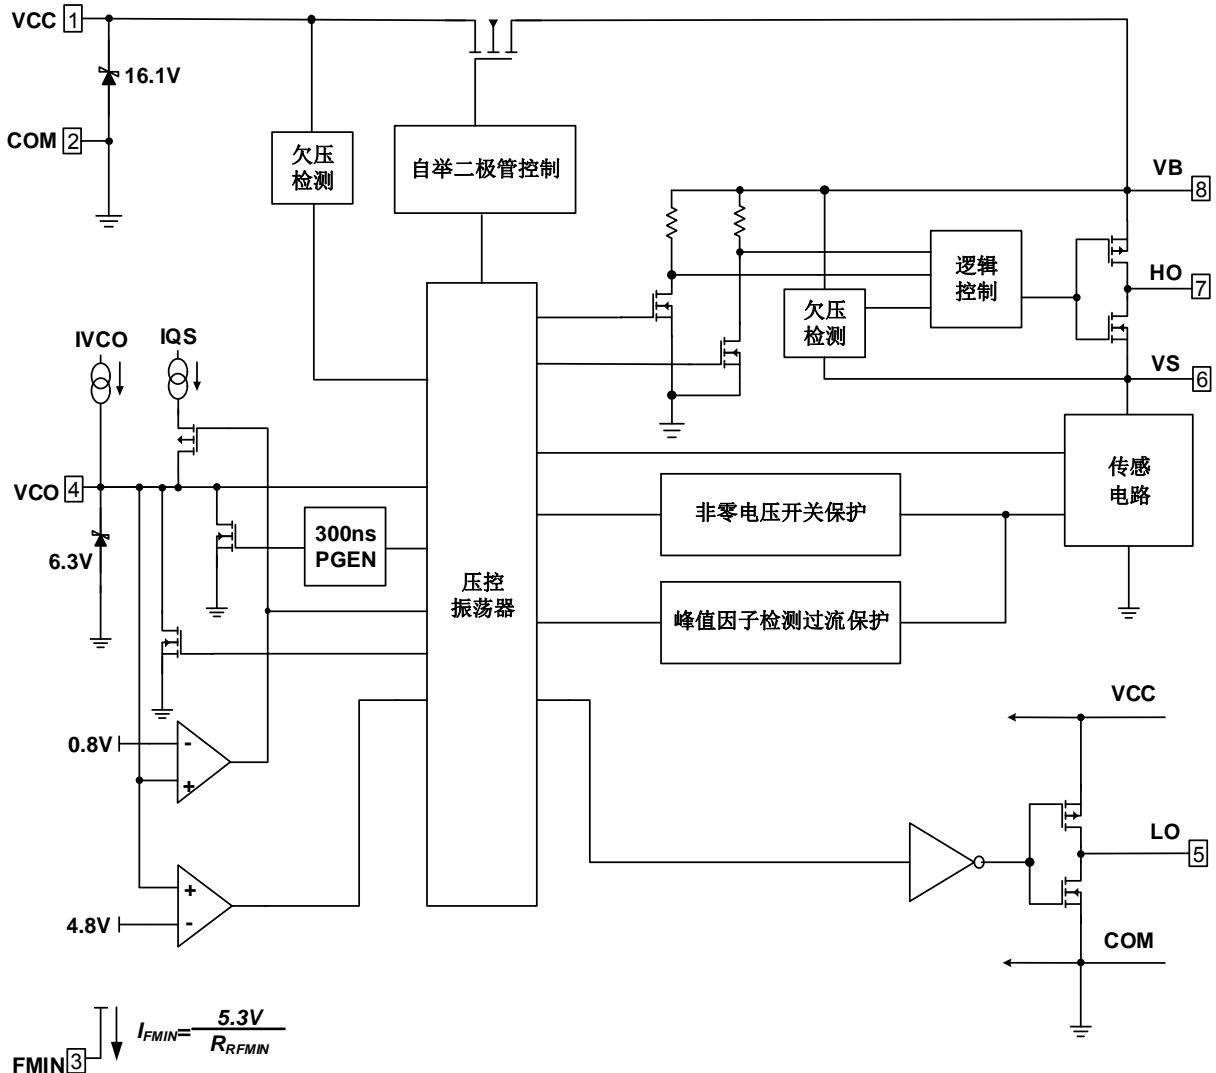 VCC 1
16.1V
COM 2
欠压
检测
自举二极管控制
VB
8
逻辑
控制
HO
7
欠压
检测
VS
6
IVCO
IQS
传感
电路
VCO 4
非零电压开关保护
300ns
PGEN
6.3V
压控
振荡器
峰值因子检测过流保护
VCC
0.8V
-
+
LO
5
+
4.8V
-
COM
I_FMIN= 5.3V / R_RFMIN
FMIN 3